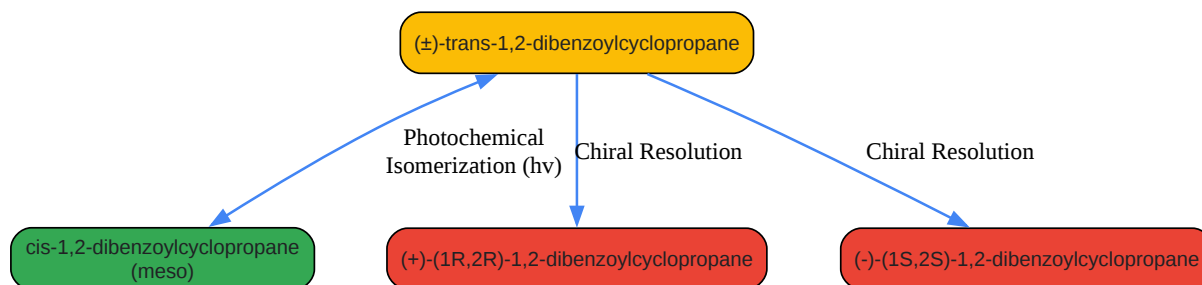 (±)-trans-1,2-dibenzoylcyclopropane
Photochemical
Isomerization (hv)
Chiral Resolution
Chiral Resolution
cis-1,2-dibenzoylcyclopropane
(meso)
(+)-(1R,2R)-1,2-dibenzoylcyclopropane
(-)-(1S,2S)-1,2-dibenzoylcyclopropane